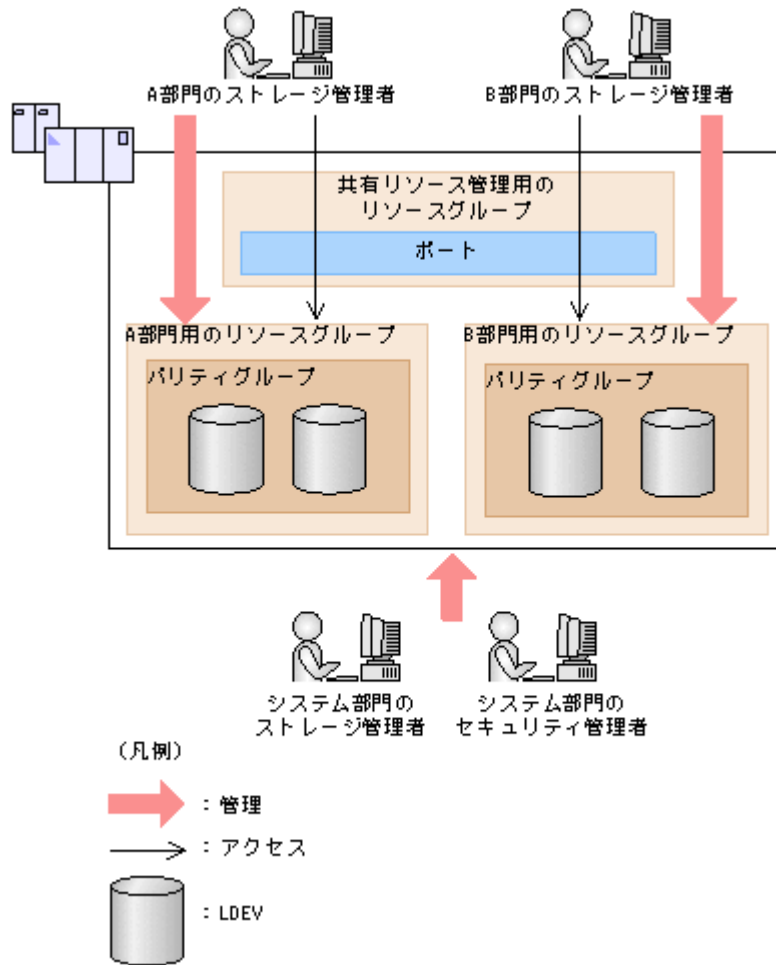 A部門のストレージ管理者
B部門のストレージ管理者
共有リソース管理用の
リソースグループ
ポート
A部門用のリソースグループ
B部門用のリソースグループ
パリティグループ
パリティグループ
システム部門の
ストレージ管理者
システム部門の
セキュリティ管理者
(凡例)
：管理
：アクセス
：LDEV